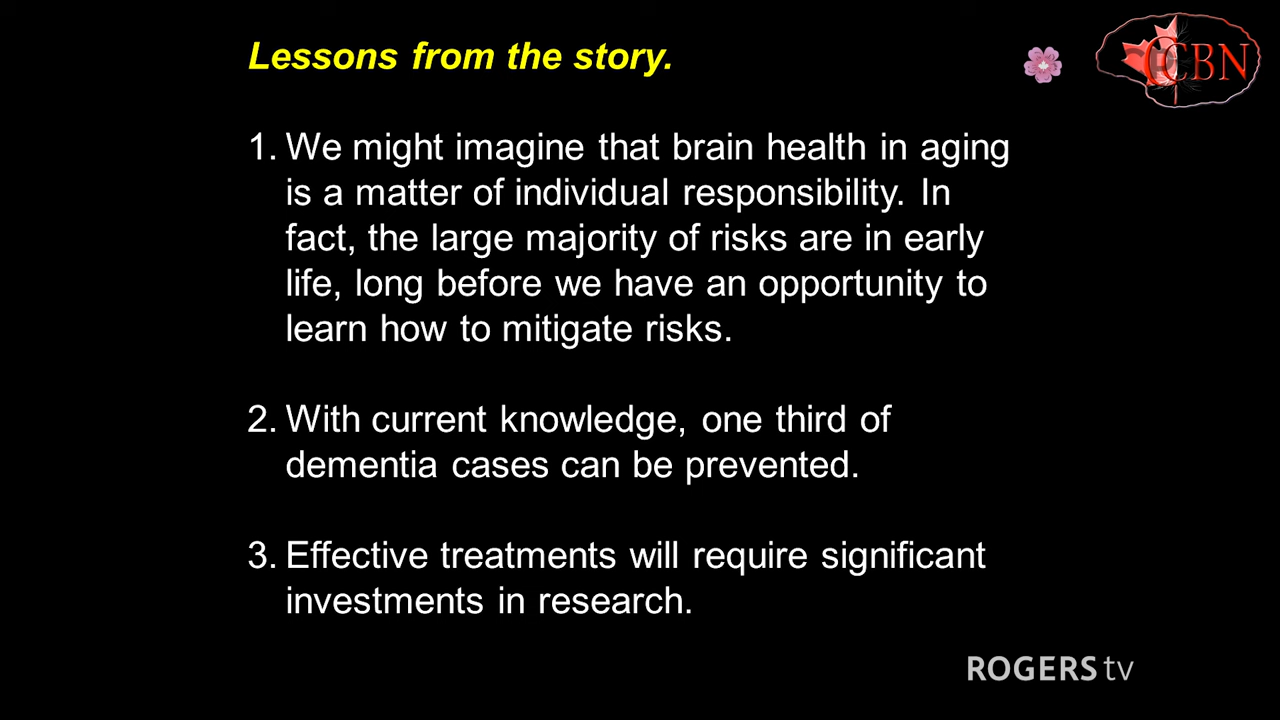 Lessons from the story.
CCBN
1. We might imagine that brain health in aging
is a matter of individual responsibility. In
fact, the large majority of risks are in early
life, long before we have an opportunity to
learn how to mitigate risks.
2. With current knowledge, one third of
dementia cases can be prevented.
3. Effective treatments will require significant
investments in research.
ROGERS tv